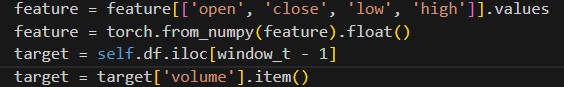 feature = feature[['open', 'close', 'low', 'high']].values
feature = torch.from_numpy(feature).float()
target = self.df.iloc[window_t - 1]
target = target['volume'].item()